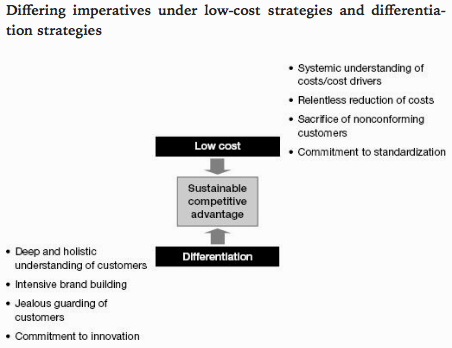 Differing imperatives under low-cost strategies and differentia-
tion strategies
• Systemic understanding of
costs/cost drivers
• Relentless reduction of costs
• Sacrifice of nonconforming
customers
• Commitment to standardization
Low cost
Sustainable
competitive
advantage
Differentiation
• Deep and holistic
understanding of customers
• Intensive brand building
• Jealous guarding of
customers
• Commitment to innovation